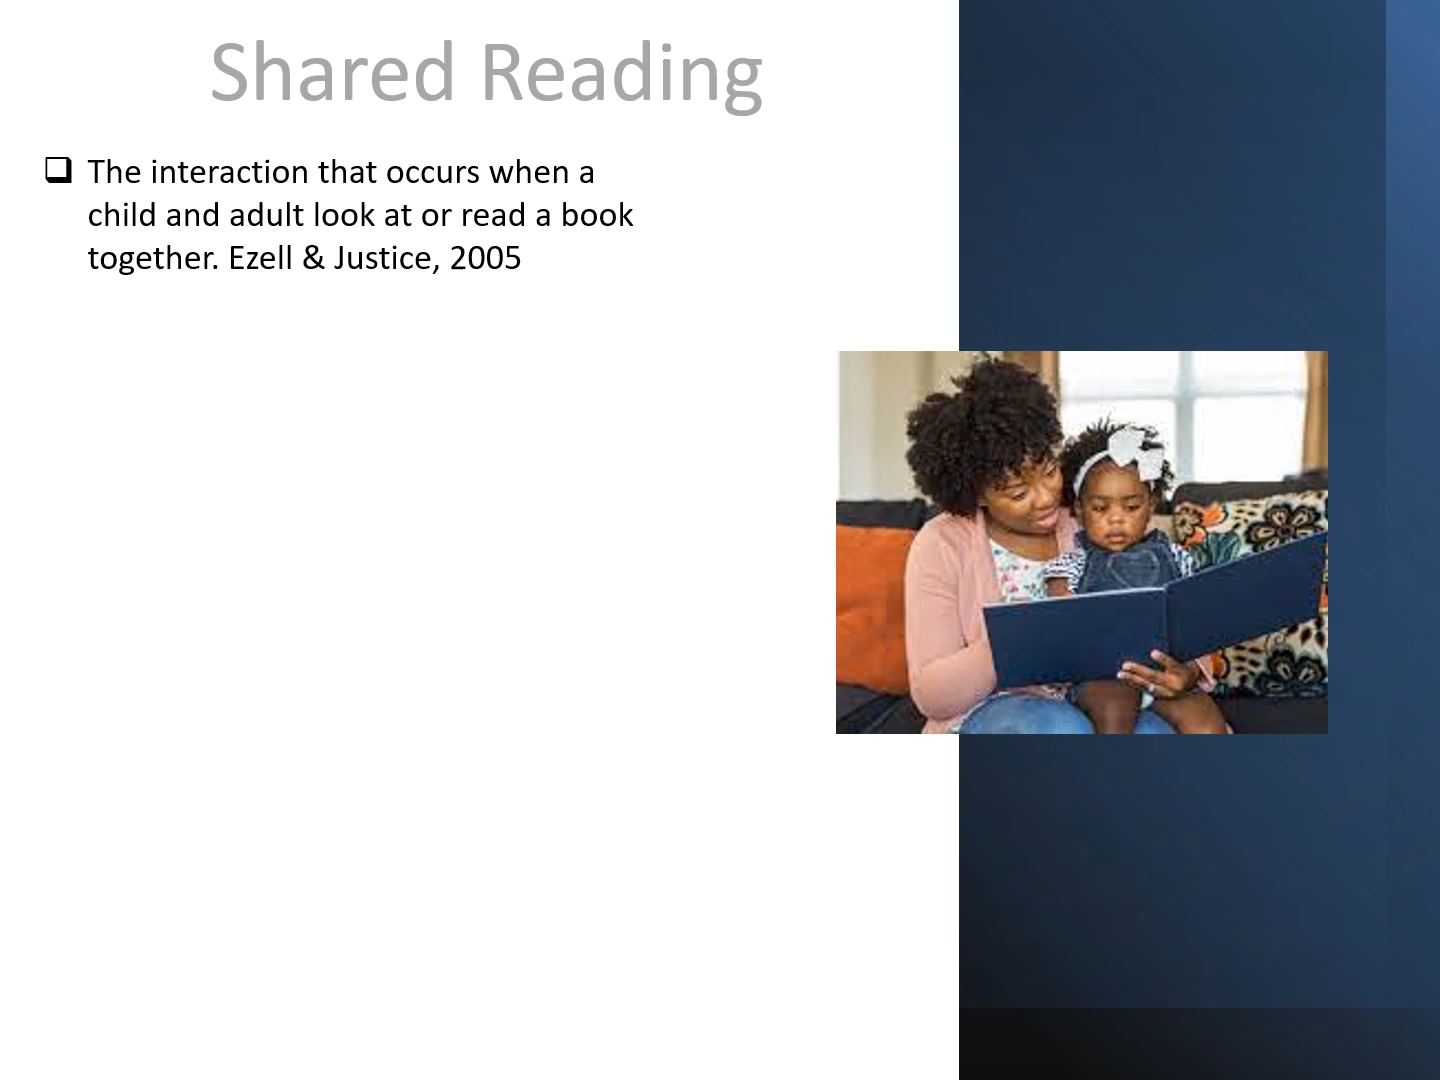 Shared Reading
❑ The interaction that occurs when a
child and adult look at or read a book
together. Ezell & Justice, 2005